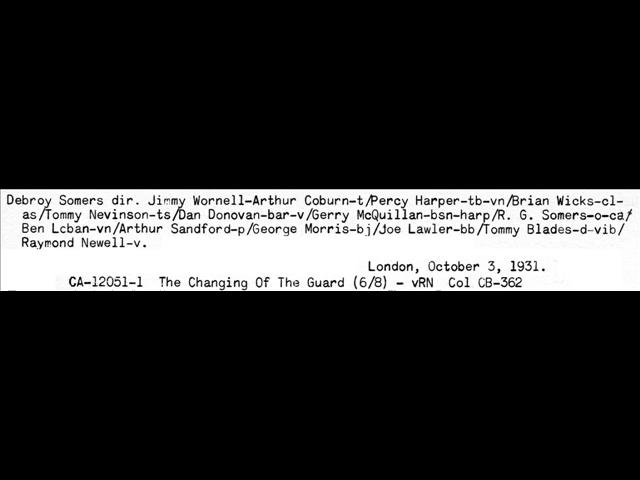 Debroy Somers dir. Jimmy Wornell-Arthur Coburn-t/Percy Harper-tb-vn/Brian Wicks-cl-
as/Tommy Nevinson-ts/Dan Donovan-bar-v/Gerry McQuillan-bsn-harp/R. G. Somers-o-ca/
Ben Lcban-vn/Arthur Sandford-p/George Morris-bj/Joe Lawler-bb/Tommy Blades-d-vib/
Raymond Newell-v.
London, October 3, 1931.
CA-12051-1 The Changing Of The Guard (6/8) - vRN Col CB-362